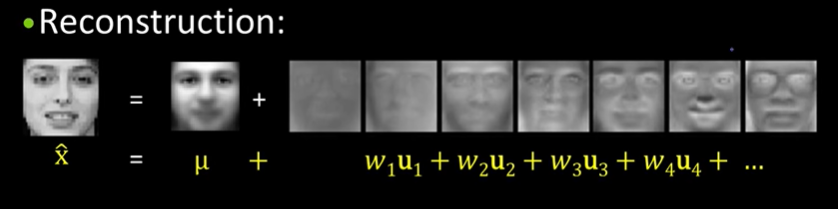 • Reconstruction:
= +
x̂ = μ + w₁u₁ + w₂u₂ + w₃u₃ + w₄u₄ + ...